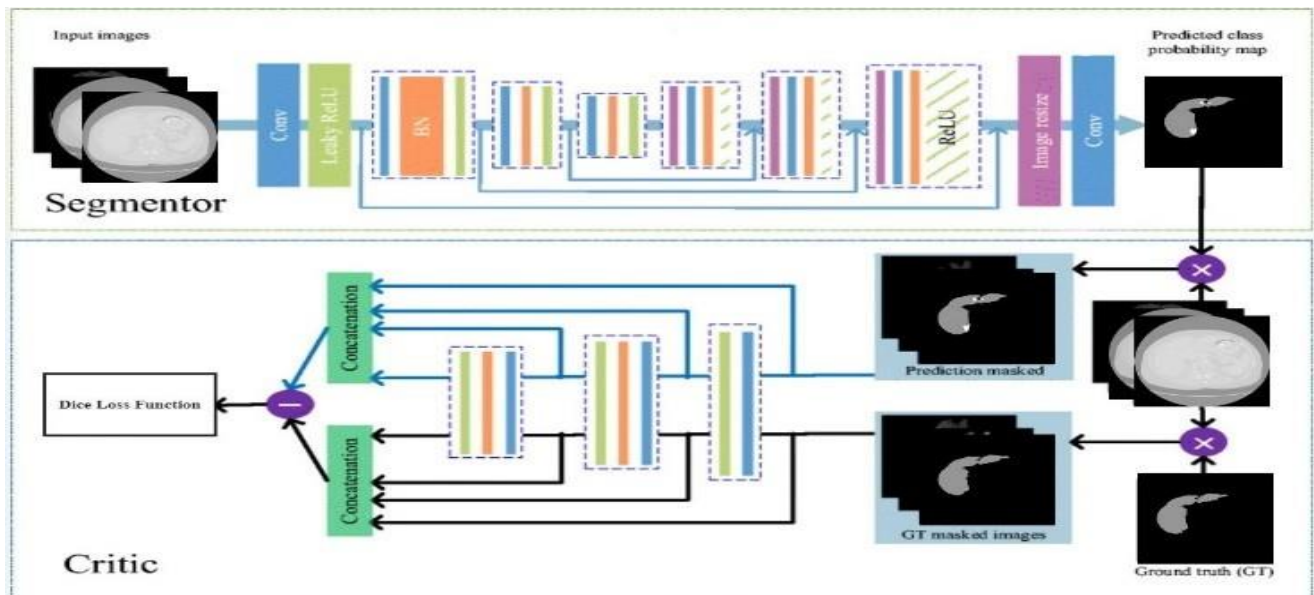 Input images
Predicted class
probability map
Conv
Leaky ReLU
BN
ReLU
Image resize
Conv
Segmentor
Concatenation
Prediction masked
Dice Loss Function
Concatenation
GT masked images
Critic
Ground truth (GT)